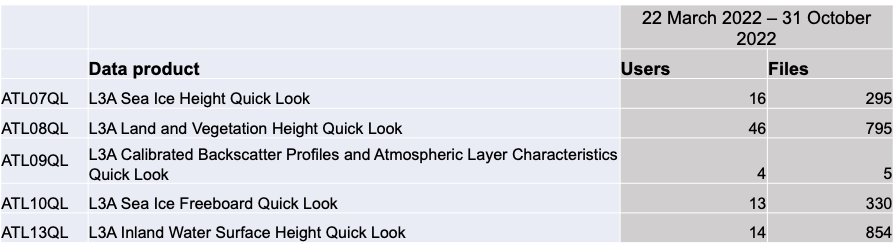 22 March 2022 – 31 October
2022
Data product Users Files
ATL07QL L3A Sea Ice Height Quick Look 16 295
ATL08QL L3A Land and Vegetation Height Quick Look 46 795
ATL09QL L3A Calibrated Backscatter Profiles and Atmospheric Layer Characteristics
Quick Look 4 5
ATL10QL L3A Sea Ice Freeboard Quick Look 13 330
ATL13QL L3A Inland Water Surface Height Quick Look 14 854